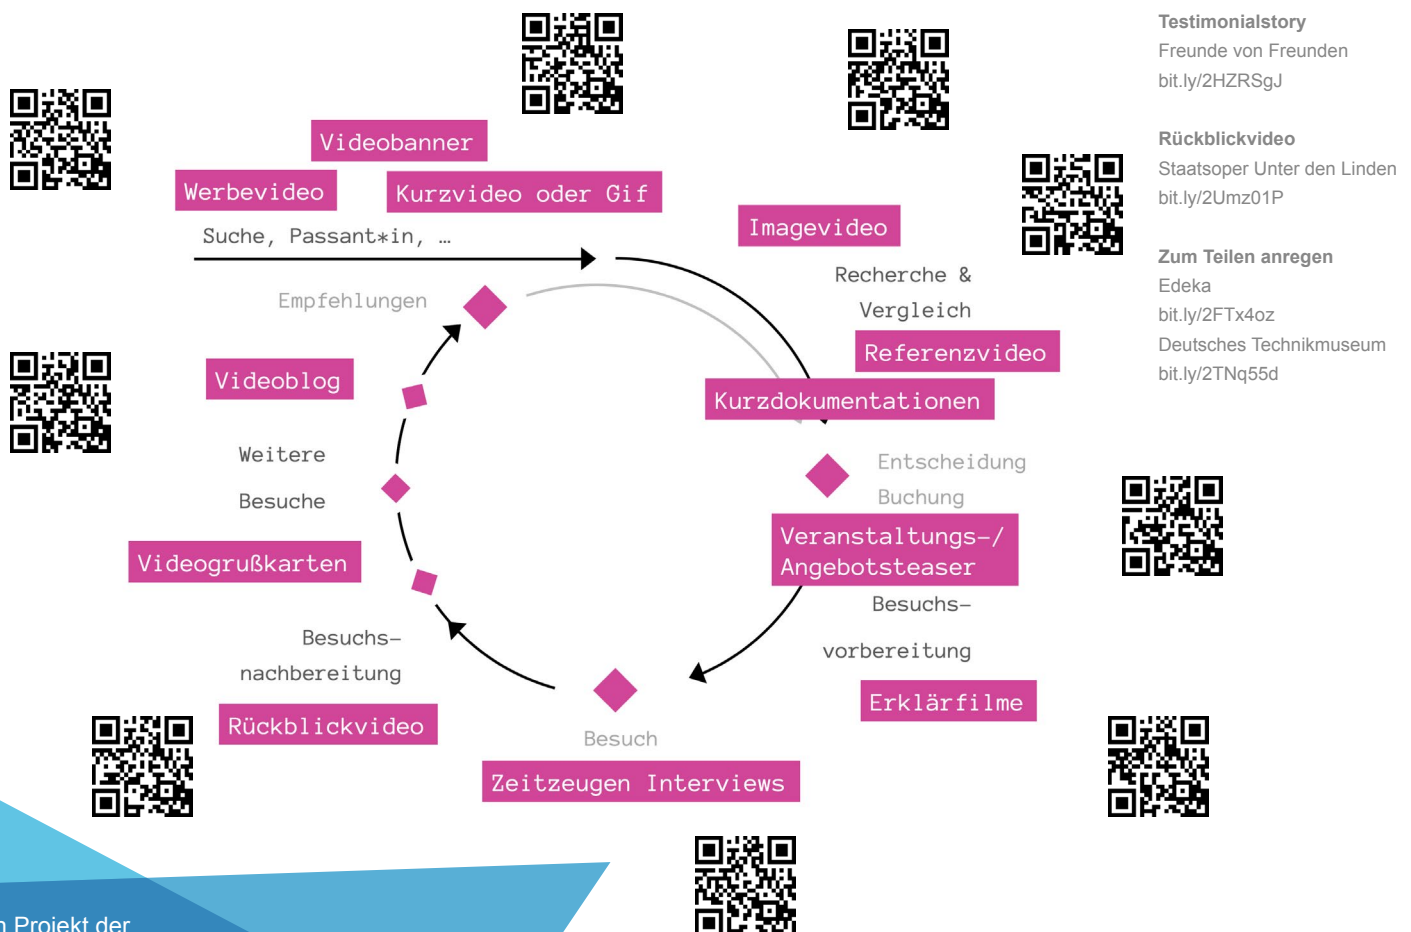 Videobanner
Werbevideo
Kurzvideo oder Gif
Suche, Passant*in, …
Empfehlungen
Imagevideo
Recherche &
Vergleich
Referenzvideo
Kurzdokumentationen
Entscheidung
Buchung
Veranstaltungs-/
Angebotsteaser
Besuchs-
vorbereitung
Erklärfilme
Besuch
Zeitzeugen Interviews
Besuchs-
nachbereitung
Rückblickvideo
Videogrußkarten
Weitere
Besuche
Videoblog
Testimonialstory
Freunde von Freunden
bit.ly/2HZRSgJ
Rückblickvideo
Staatsoper Unter den Linden
bit.ly/2Umz01P
Zum Teilen anregen
Edeka
bit.ly/2FTx4oz
Deutsches Technikmuseum
bit.ly/2TNq55d
Projekt der